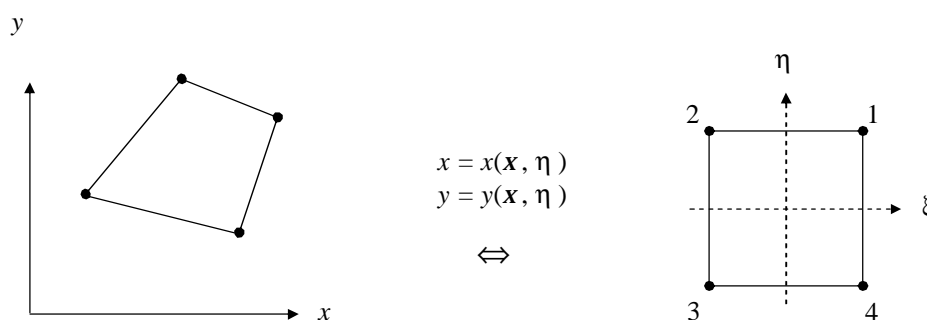 y
x
x = x(x, η)
y = y(x, η)
⇔
η
2 1
ξ
3 4